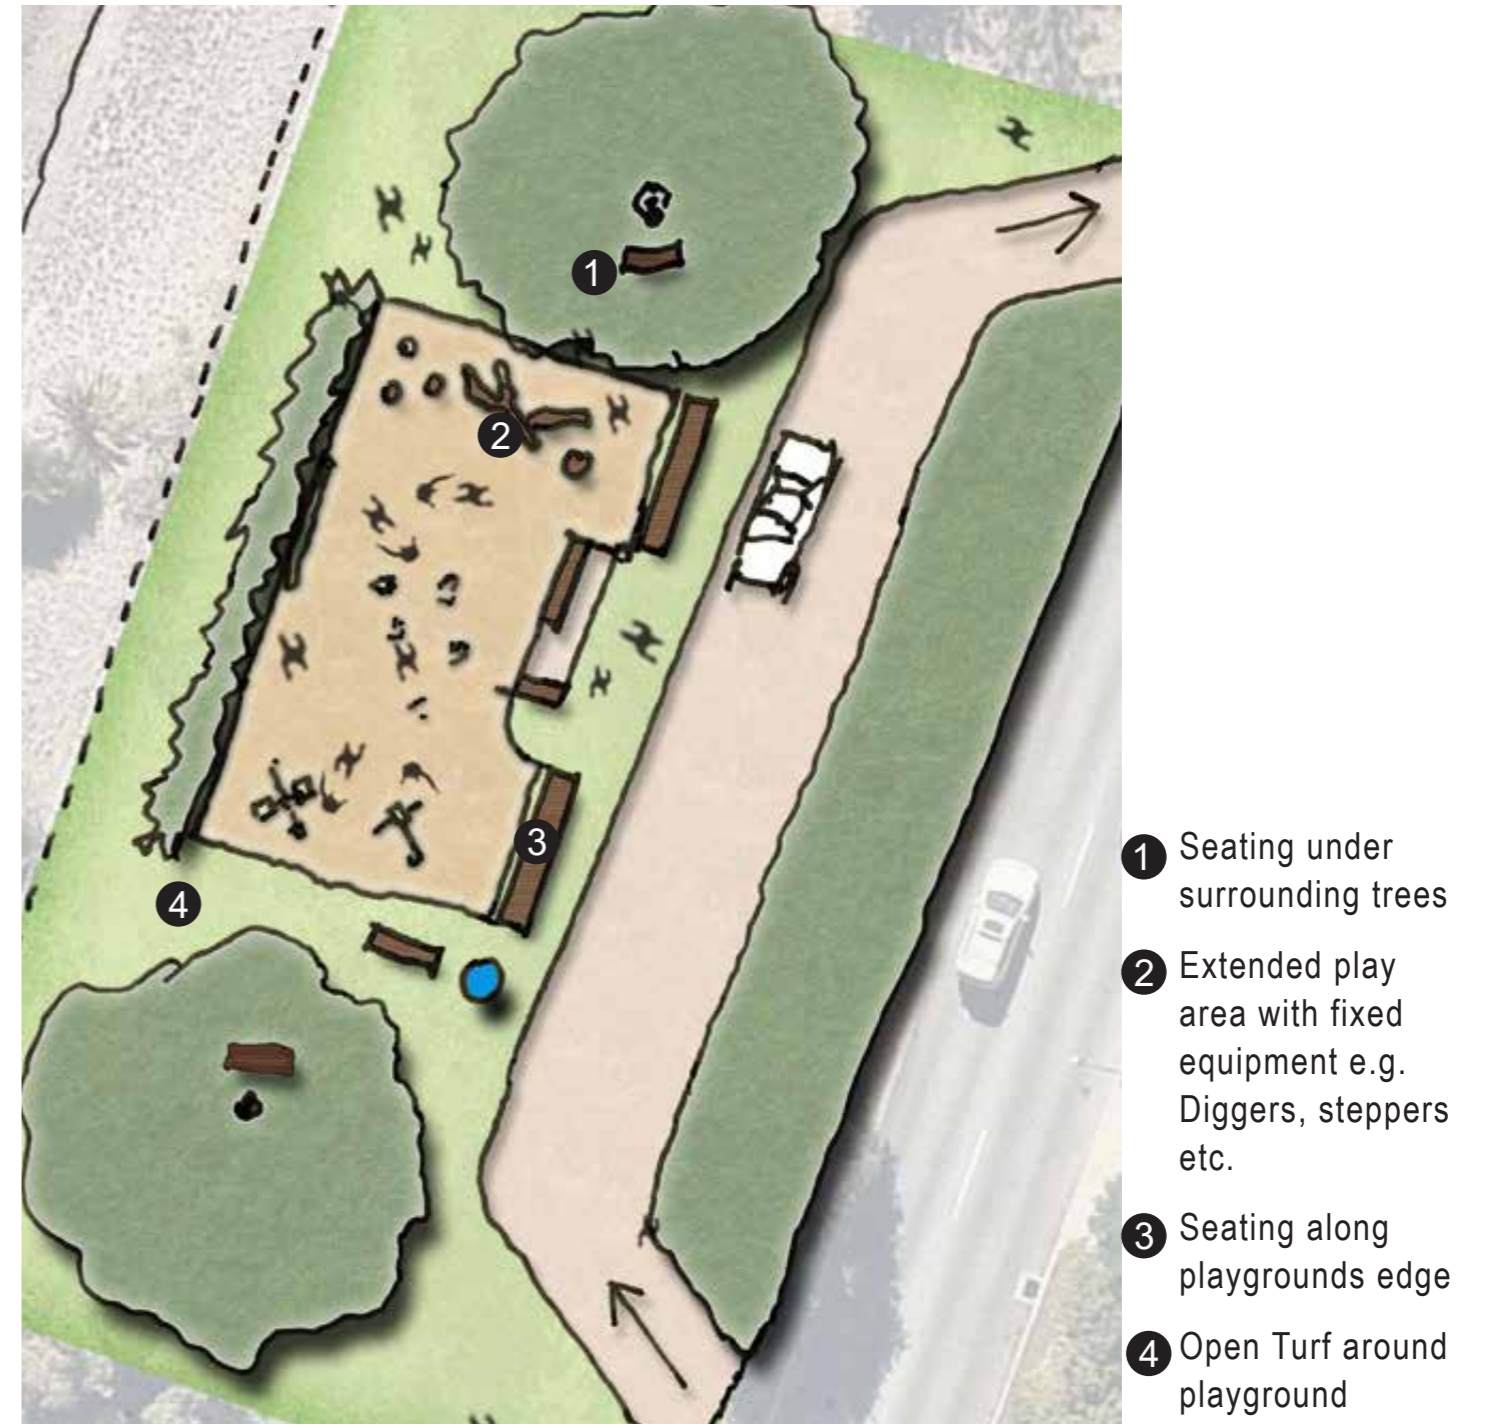 1
2
3
4
1 Seating under
surrounding trees
2 Extended play
area with fixed
equipment e.g.
Diggers, steppers
etc.
3 Seating along
playgrounds edge
4 Open Turf around
playground